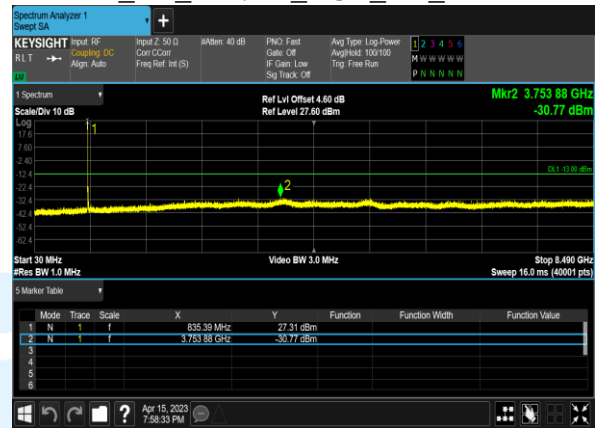 Spectrum Analyzer 1
Swept SA
KEYSIGHT
RLT
LV
Input: RF
Coupling: DC
Align: Auto
Input Z: 50 Ω
Corr CCorr
Freq Ref: Int (S)
#Atten: 40 dB
PNO: Fast
Gate: Off
IF Gain: Low
Sig Track: Off
Avg Type: Log-Power
Avg|Hold: 100/100
Trig: Free Run
1 2 3 4 5 6
M W W W W W
P N N N N N
1 Spectrum
Scale/Div 10 dB
Ref Lvl Offset 4.60 dB
Ref Level 27.60 dBm
Mkr2 3.753 88 GHz
-30.77 dBm
Log
17.6
7.60
-2.40
-12.4
-22.4
-32.4
-42.4
-52.4
-62.4
1
2
DL1 -13.00 dBm
Start 30 MHz
#Res BW 1.0 MHz
Video BW 3.0 MHz
Stop 8.490 GHz
Sweep 16.0 ms (40001 pts)
5 Marker Table
Mode Trace Scale X Y Function Function Width Function Value
1 N 1 f 835.39 MHz 27.31 dBm
2 N 1 f 3.753 88 GHz -30.77 dBm
3
4
5
6
?
Apr 15, 2023
7:58:33 PM